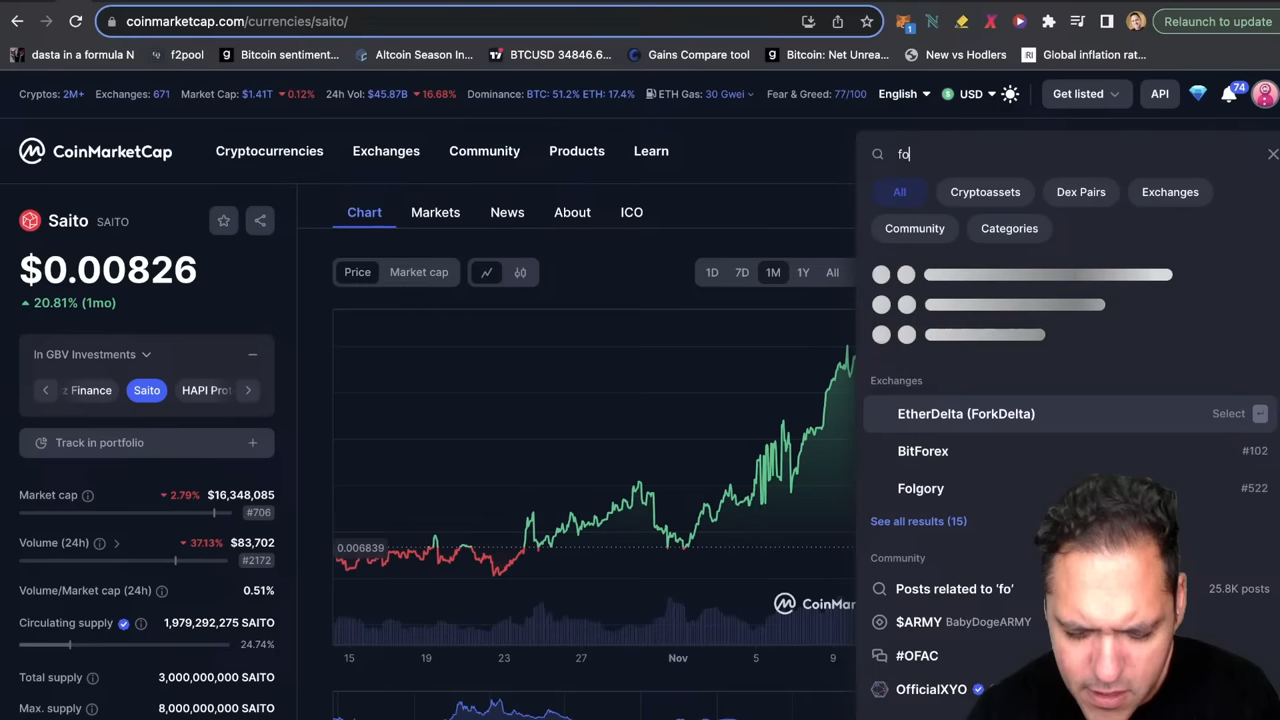 coinmarketcap.com/currencies/saito/
Relaunch to update
dasta in a formula N
f2pool
Bitcoin sentiment...
Altcoin Season In...
BTCUSD 34846.6...
Gains Compare tool
Bitcoin: Net Unrea...
New vs Hodlers
Global inflation rat...
Cryptos: 2M+ Exchanges: 671 Market Cap: $1.41T 0.12% 24h Vol: $45.87B 16.68% Dominance: BTC: 51.2% ETH: 17.4% ETH Gas: 30 Gwei Fear & Greed: 77/100
English USD Get listed API 74
CoinMarketCap Cryptocurrencies Exchanges Community Products Learn
fo
All Cryptoassets Dex Pairs Exchanges
Community Categories
Saito SAITO
$0.00826
20.81% (1mo)
Chart Markets News About ICO
Price Market cap
1D 7D 1M 1Y All
In GBV Investments
z Finance Saito HAPI Prot
Track in portfolio
Market cap 2.79% $16,348,085
#706
Volume (24h) 37.13% $83,702
#2172
Volume/Market cap (24h) 0.51%
Circulating supply 1,979,292,275 SAITO
24.74%
Total supply 3,000,000,000 SAITO
Max. supply 8,000,000,000 SAITO
0.006839
CoinMar
15 19 23 27 Nov 5 9
Exchanges
EtherDelta (ForkDelta) Select
BitForex #102
Folgory #522
See all results (15)
Community
Posts related to 'fo' 25.8K posts
$ARMY BabyDogeARMY
#OFAC
OfficialXYO